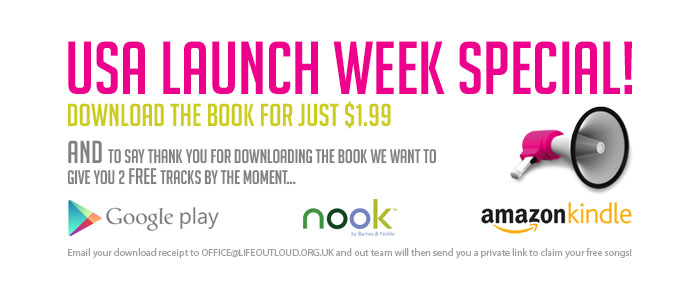 USA LAUNCH WEEK SPECIAL!
DOWNLOAD THE BOOK FOR JUST $1.99
AND TO SAY THANK YOU FOR DOWNLOADING THE BOOK WE WANT TO
GIVE YOU 2 FREE TRACKS BY THE MOMENT...
Google play
nook™
by Barnes & Noble
amazonkindle
Email your download receipt to OFFICE@LIFEOUTLOUD.ORG.UK and out team will then send you a private link to claim your free songs!